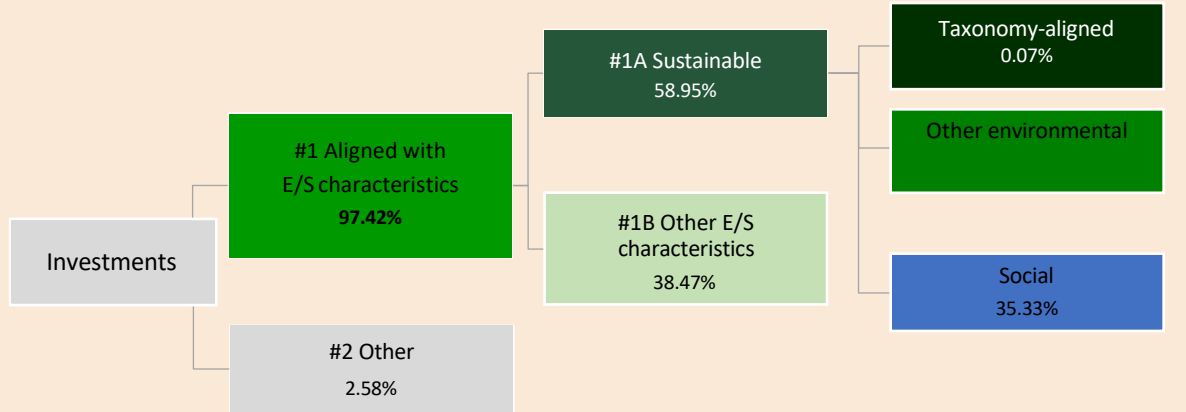 Investments
#1 Aligned with
E/S characteristics
97.42%
#2 Other
2.58%
#1A Sustainable
58.95%
#1B Other E/S
characteristics
38.47%
Taxonomy-aligned
0.07%
Other environmental
Social
35.33%